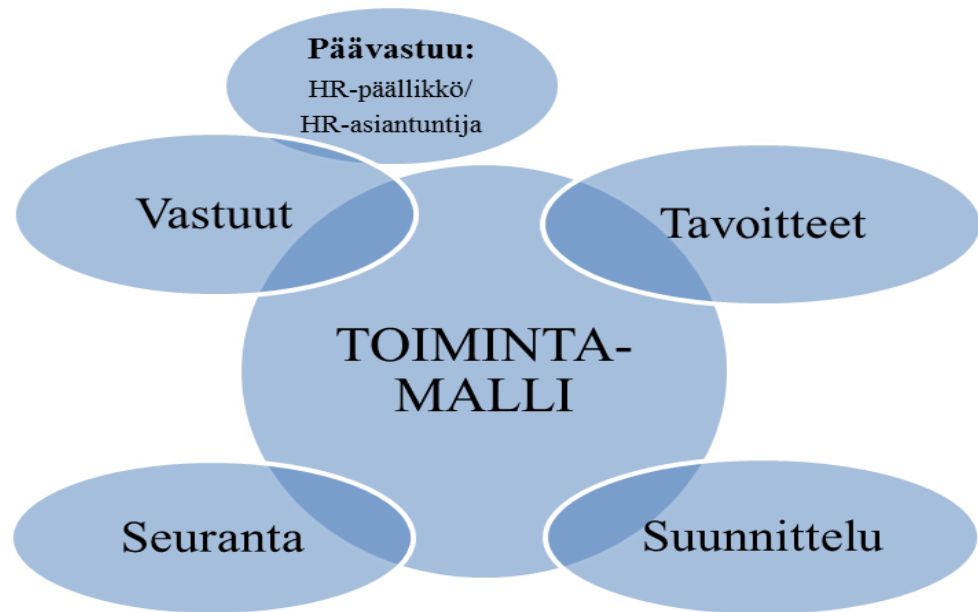 Päävastuu:
HR-päällikkö/
HR-asiantuntija
Vastuut
Tavoitteet
TOIMINTA-
MALLI
Seuranta
Suunnittelu